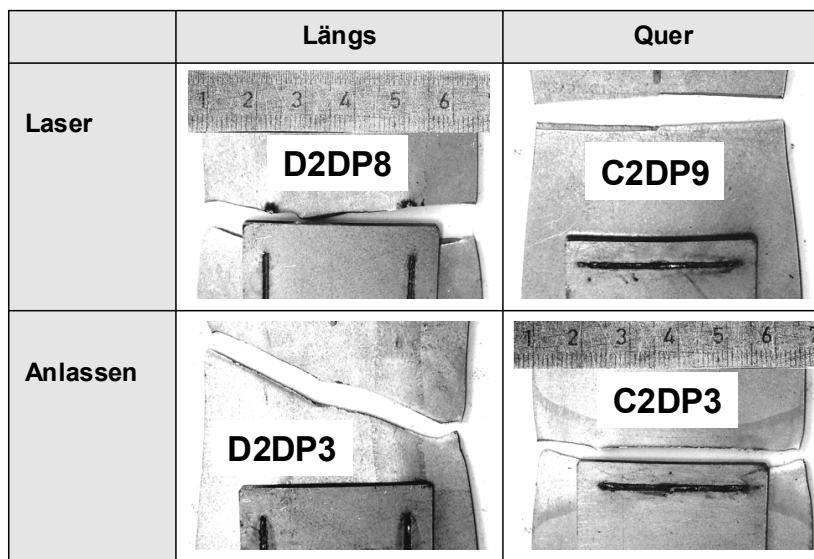 Längs
Quer
Laser
1 2 3 4 5 6
D2DP8
C2DP9
Anlassen
D2DP3
1 2 3 4 5 6 7
C2DP3